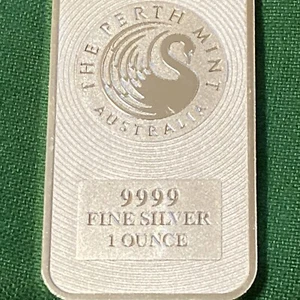 THE PERTH MINT
AUSTRALIA
9999
FINE SILVER
1 OUNCE